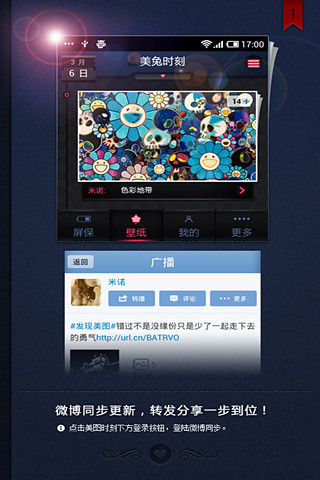 1
17:00
3 月
6 日
美兔时刻
14+
米诺: 色彩地带
屏保 壁纸 我的 更多
返回 广播
米诺
转播 评论 更多
#发现美图#错过不是没缘份只是少了一起走下去
的勇气http://url.cn/BATRVO
微博同步更新，转发分享一步到位！
点击美图时刻下方登录按钮，登陆微博同步。